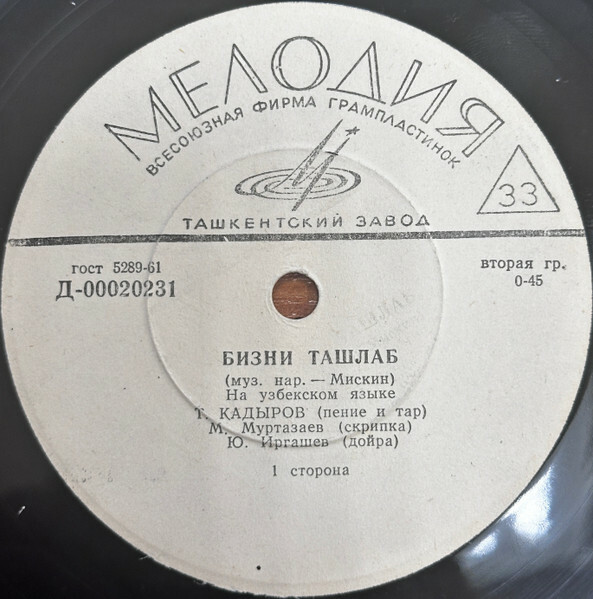 МЕЛОДИЯ
ВСЕСОЮЗНАЯ ФИРМА ГРАМПЛАСТИНОК
33
ТАШКЕНТСКИЙ ЗАВОД
гост 5289-61
Д-00020231
вторая гр.
0-45
БИЗНИ ТАШЛАБ
(муз. нар. — Мискин)
На узбекском языке
Т. КАДЫРОВ (пение и тар)
М. Муртазаев (скрипка)
Ю. Иргашев (дойра)
1 сторона